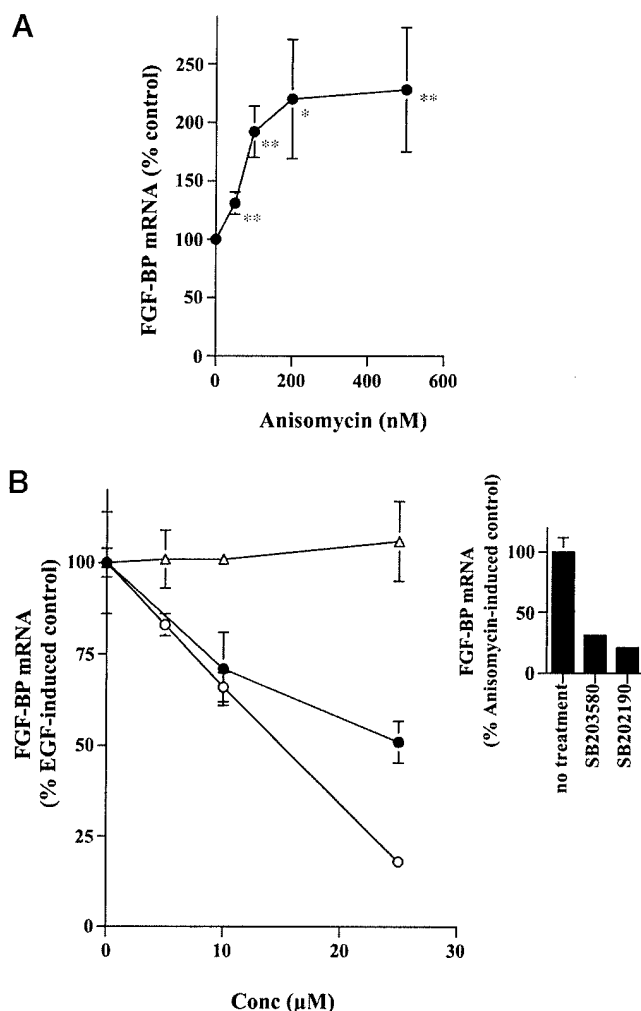 A
FGF-BP mRNA (% control)
250
200
150
100
50
0
**
**
*
**
0 200 400 600
Anisomycin (nM)
B
FGF-BP mRNA
(% EGF-induced control)
100
75
50
25
0
0 10 20 30
Conc (µM)
FGF-BP mRNA
(% Anisomycin-induced control)
100
50
0
no treatment
SB203580
SB202190